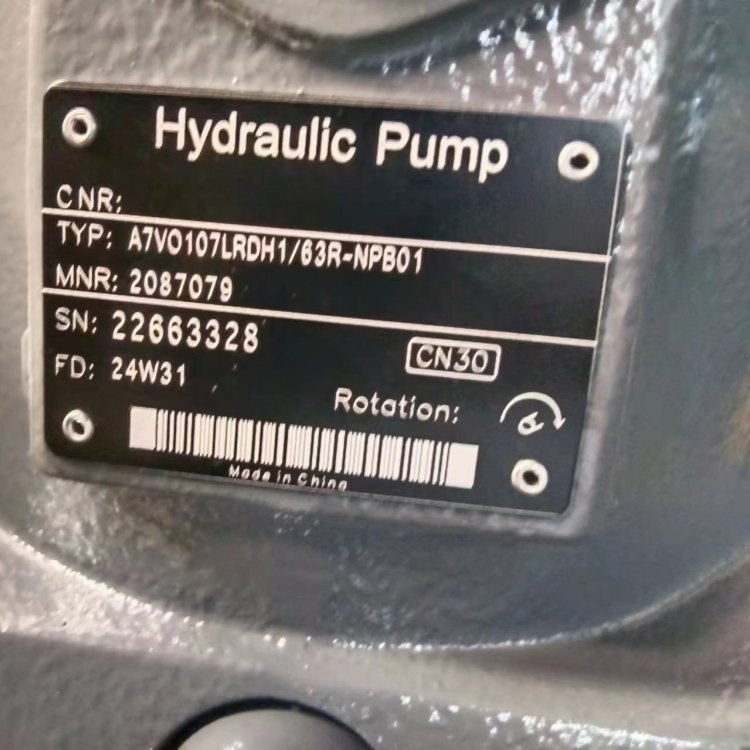 Hydraulic Pump
CNR:
TYP: A7VO107LRDH1/63R-NPB01
MNR: 2087079
SN: 22663328
CN30
FD: 24W31
Rotation:
Made in China